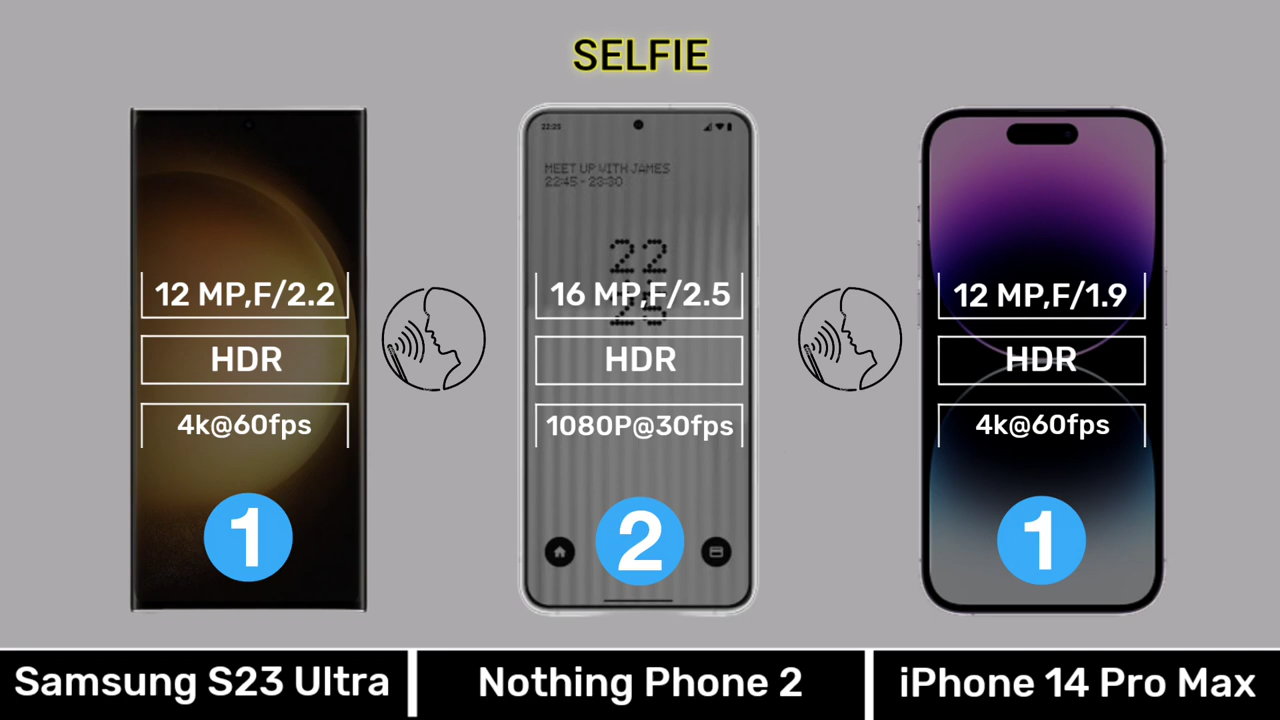 SELFIE
22:25
MEET UP WITH JAMES
22:45 - 23:30
22
25
12 MP,F/2.2
HDR
4k@60fps
1
16 MP,F/2.5
HDR
1080P@30fps
2
12 MP,F/1.9
HDR
4k@60fps
1
Samsung S23 Ultra
Nothing Phone 2
iPhone 14 Pro Max